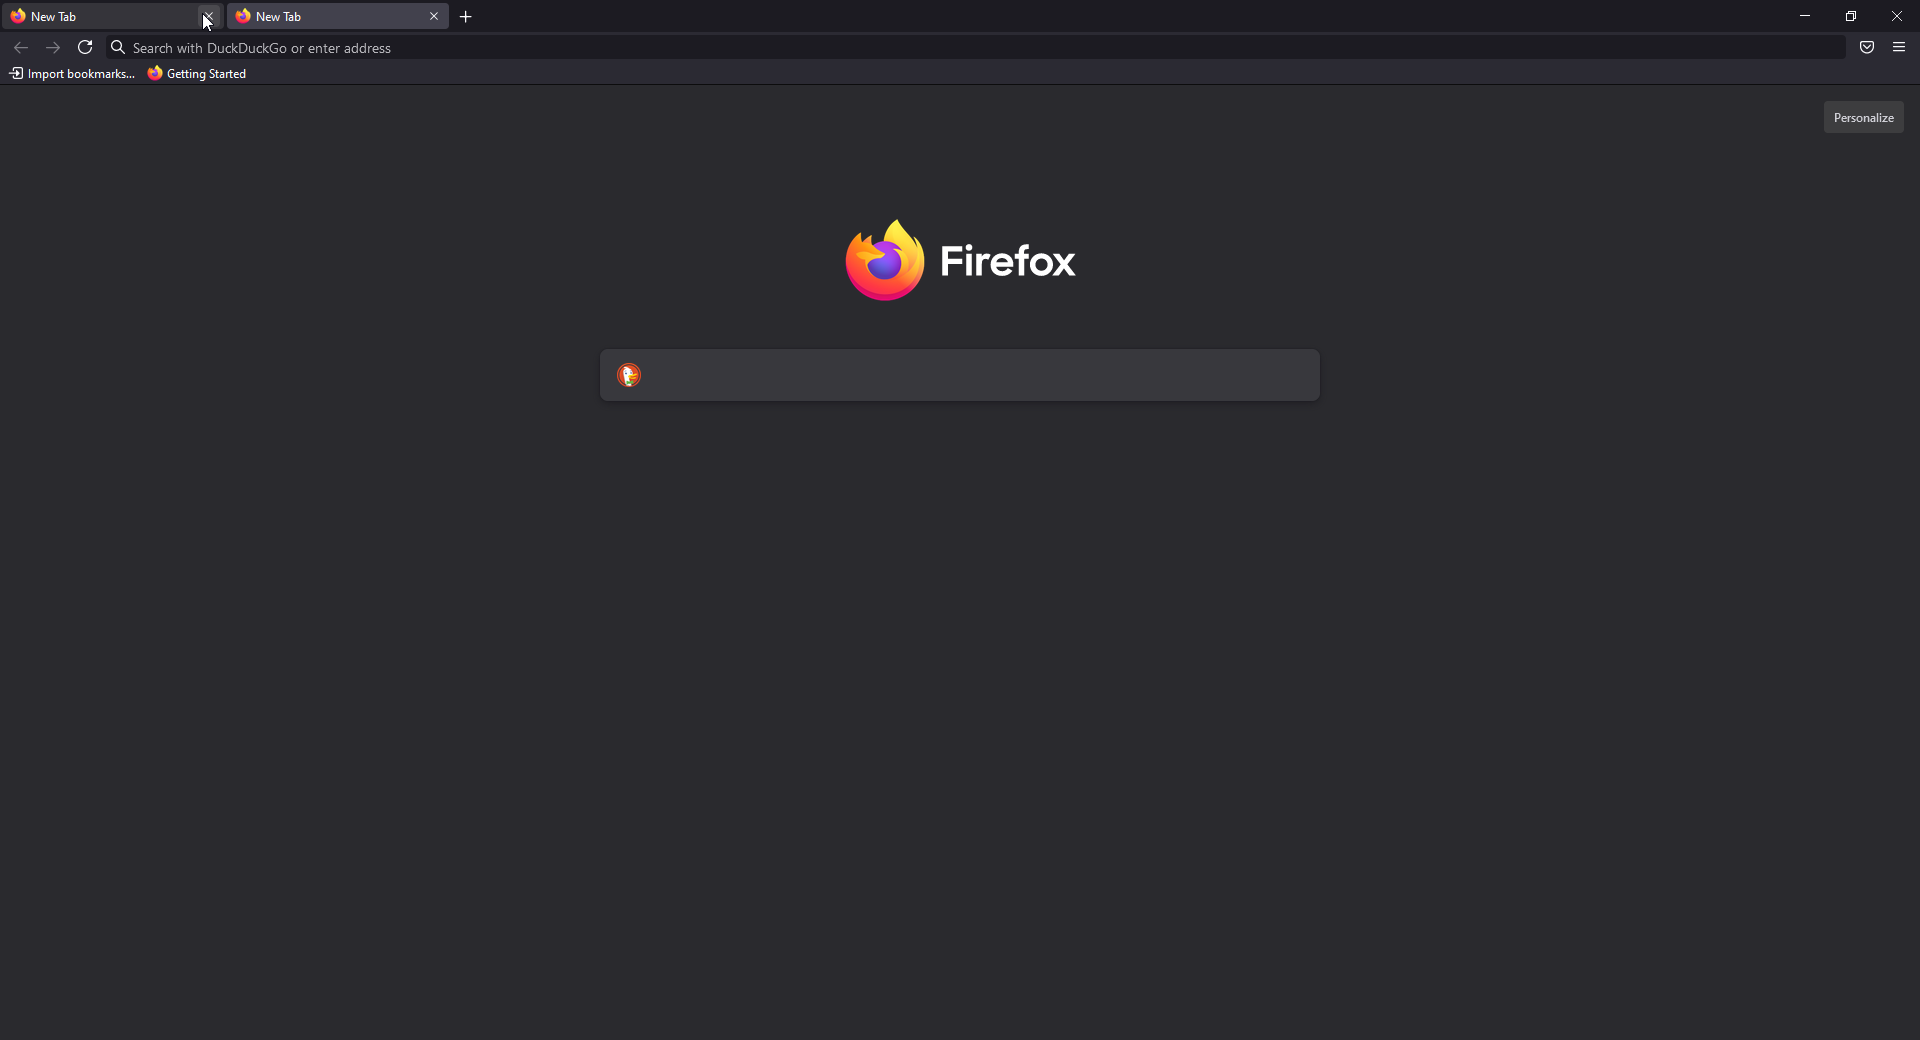 New Tab
New Tab
Search with DuckDuckGo or enter address
Import bookmarks...
Getting Started
Personalize
Firefox